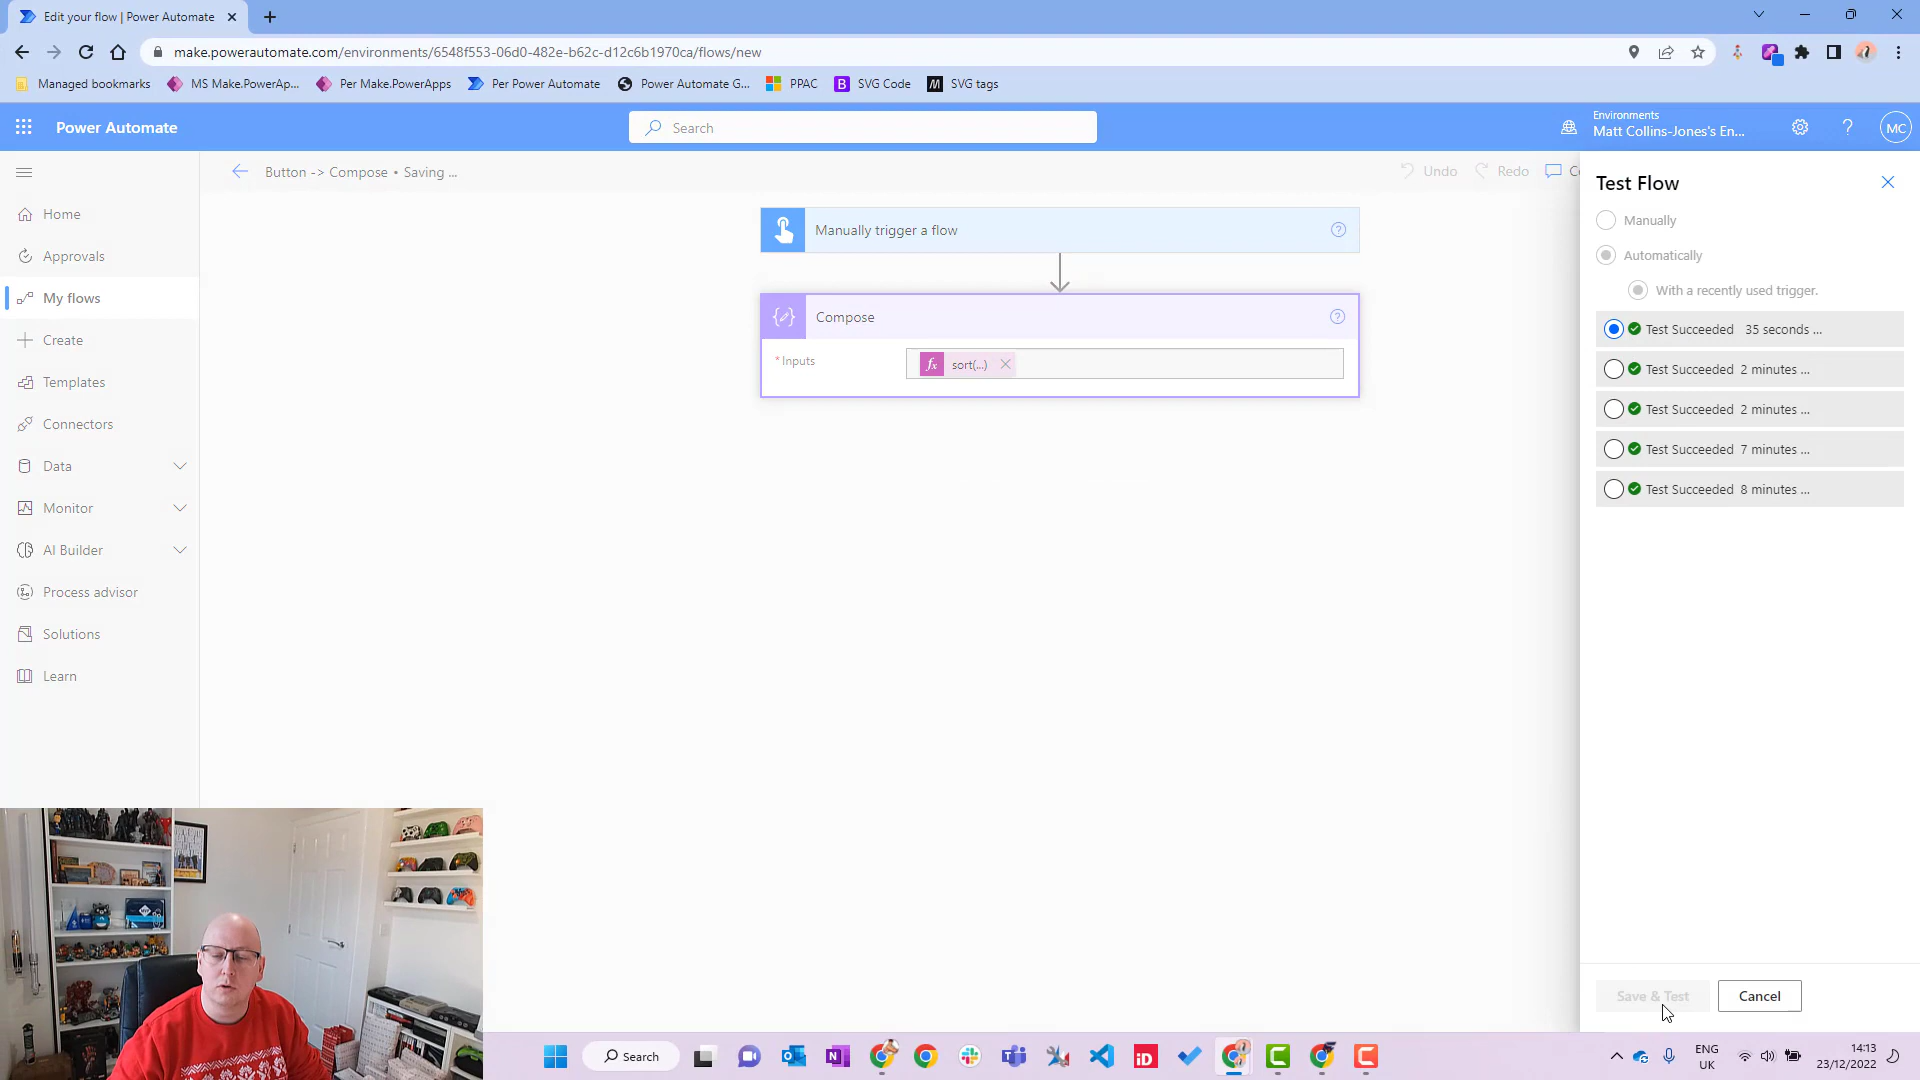 Edit your flow | Power Automate
make.powerautomate.com/environments/6548f553-06d0-482e-b62c-d12c6b1970ca/flows/new
Managed bookmarks
MS Make.PowerAp...
Per Make.PowerApps
Per Power Automate
Power Automate G...
PPAC
SVG Code
SVG tags
Power Automate
Search
Environments
Matt Collins-Jones's En...
MC
Button -> Compose • Saving ...
Undo
Redo
Home
Approvals
My flows
Create
Templates
Connectors
Data
Monitor
AI Builder
Process advisor
Solutions
Learn
Manually trigger a flow
Compose
*Inputs
fx sort(...)
Test Flow
Manually
Automatically
With a recently used trigger.
Test Succeeded 35 seconds ...
Test Succeeded 2 minutes ...
Test Succeeded 2 minutes ...
Test Succeeded 7 minutes ...
Test Succeeded 8 minutes ...
Save & Test
Cancel
Search
iD
ENG
UK
14:13
23/12/2022